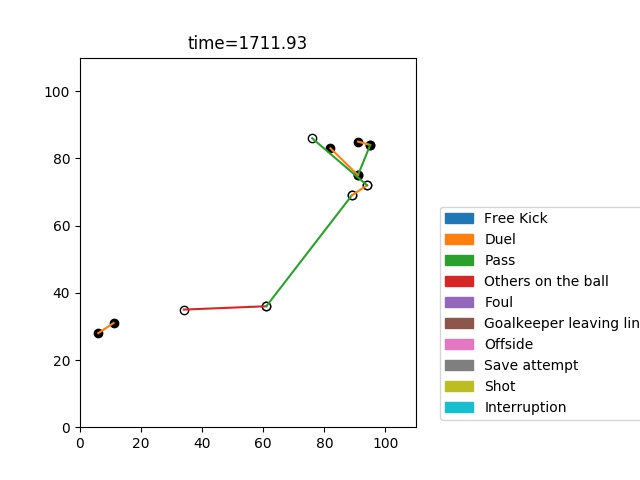 time=1711.93
100
80
60
40
20
0
0 20 40 60 80 100
Free Kick
Duel
Pass
Others on the ball
Foul
Goalkeeper leaving lin
Offside
Save attempt
Shot
Interruption